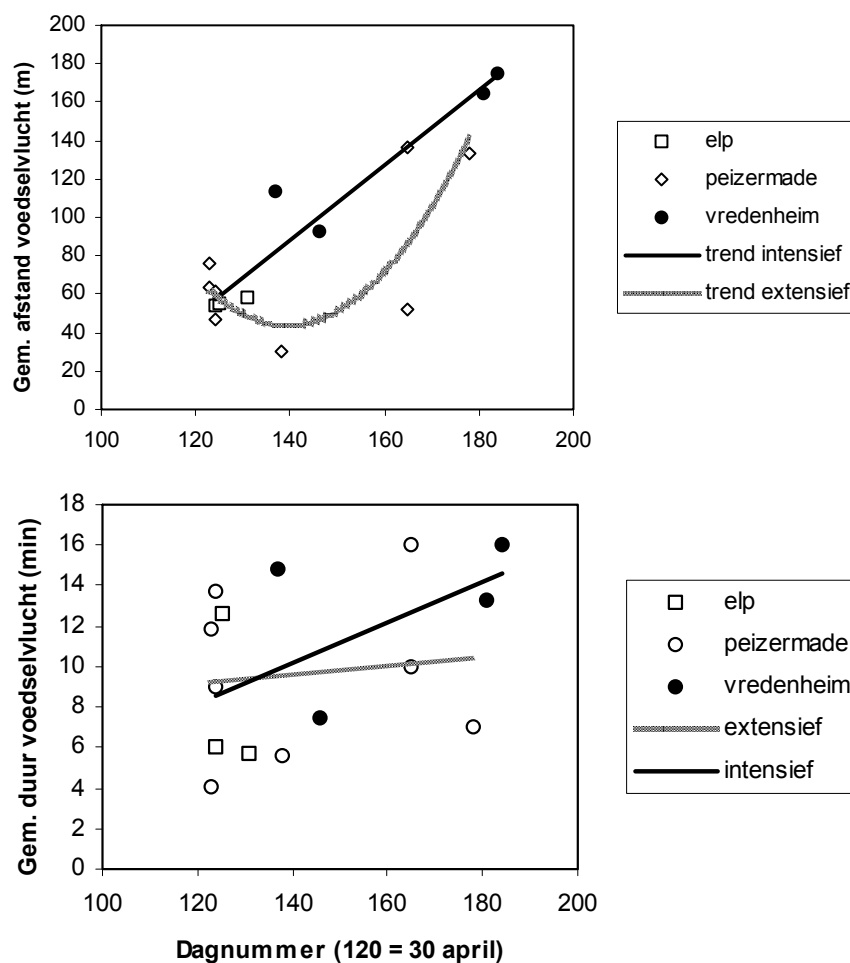 Gem. afstand voedselvlucht (m)
200
180
160
140
120
100
80
60
40
20
0
100 120 140 160 180 200
elp
peizermade
vredenheim
trend intensief
trend extensief
Gem. duur voedselvlucht (min)
18
16
14
12
10
8
6
4
2
0
100 120 140 160 180 200
Dagnummer (120 = 30 april)
elp
peizermade
vredenheim
extensief
intensief